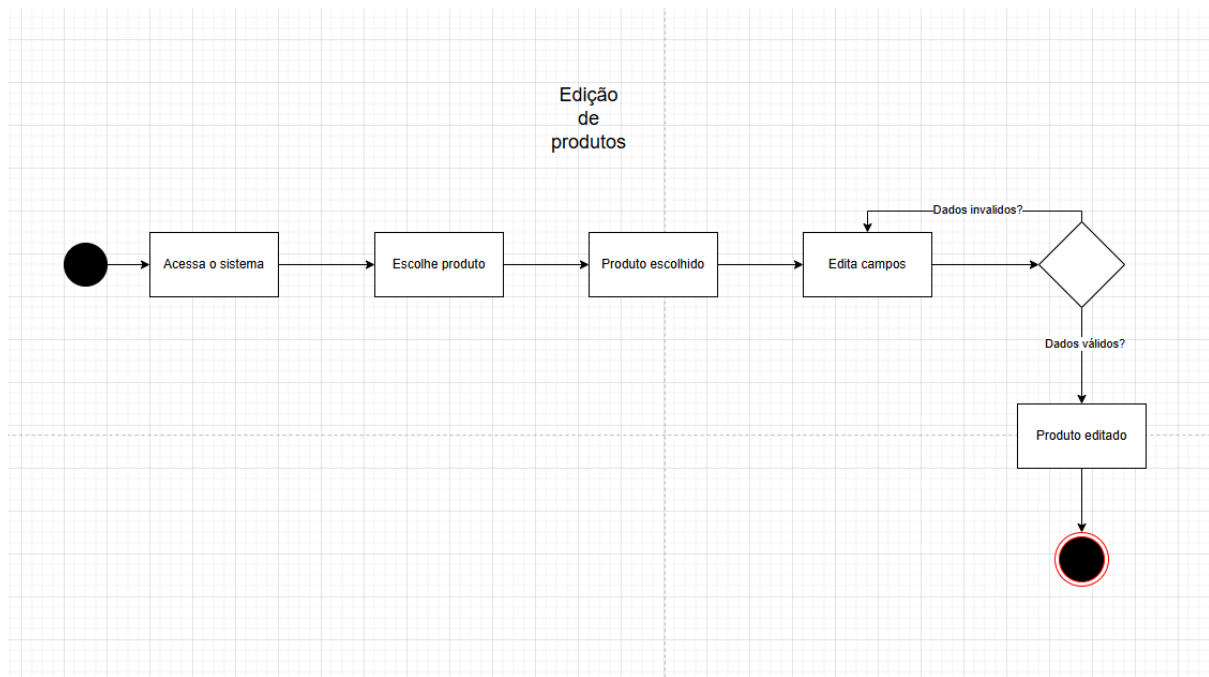 Edição
de
produtos
Dados invalidos?
Acessa o sistema
Escolhe produto
Produto escolhido
Edita campos
Dados válidos?
Produto editado